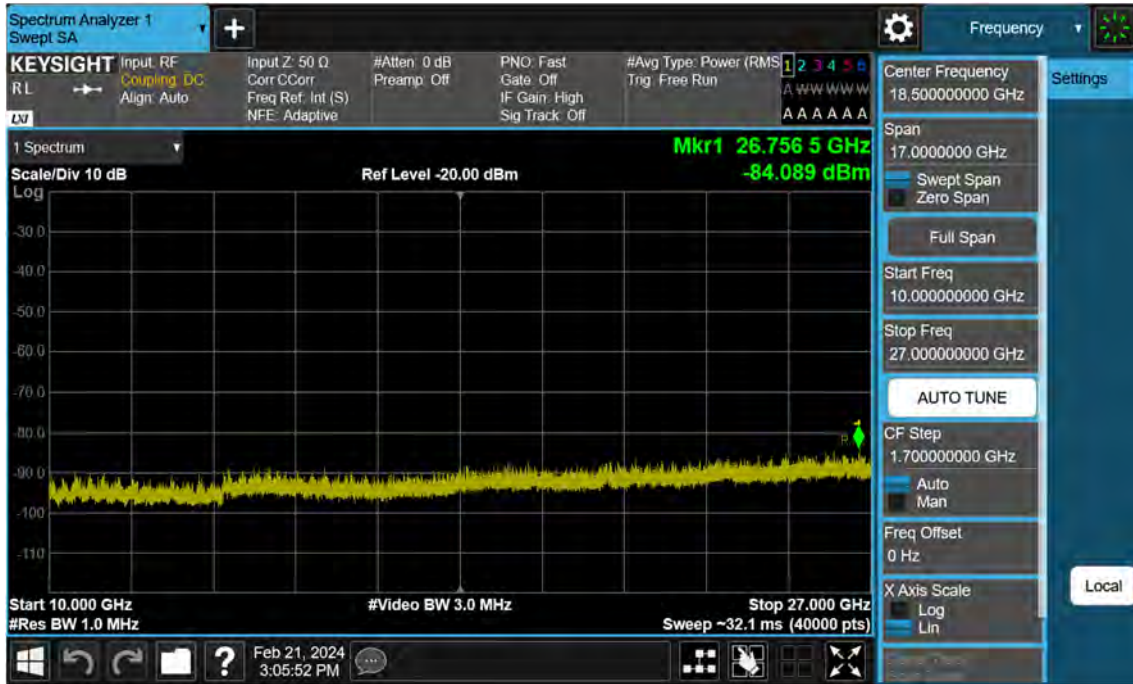 Spectrum Analyzer 1
Swept SA
Frequency
KEYSIGHT
RL
LXI
Input: RF
Coupling: DC
Align: Auto
Input Z: 50 Ω
Corr CCorr
Freq Ref: Int (S)
NFE: Adaptive
#Atten: 0 dB
Preamp: Off
PNO: Fast
Gate: Off
IF Gain: High
Sig Track: Off
#Avg Type: Power (RMS
Trig: Free Run
1 2 3 4 5 6
A W W W W W
A A A A A A
Center Frequency
18.500000000 GHz
Settings
1 Spectrum
Mkr1 26.756 5 GHz
Scale/Div 10 dB
Ref Level -20.00 dBm
-84.089 dBm
Log
-30.0
-40.0
-50.0
-60.0
-70.0
-80.0
-90.0
-100
-110
R
Span
17.0000000 GHz
Swept Span
Zero Span
Full Span
Start Freq
10.000000000 GHz
Stop Freq
27.000000000 GHz
AUTO TUNE
CF Step
1.700000000 GHz
Auto
Man
Freq Offset
0 Hz
X Axis Scale
Log
Lin
Local
Start 10.000 GHz
#Video BW 3.0 MHz
Stop 27.000 GHz
#Res BW 1.0 MHz
Sweep ~32.1 ms (40000 pts)
?
Feb 21, 2024
3:05:52 PM